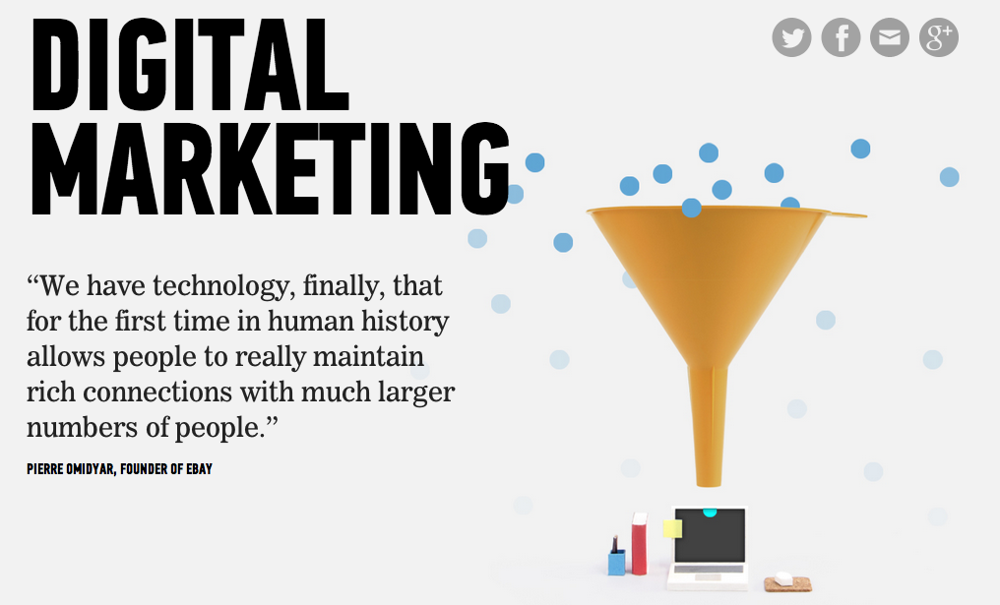 DIGITAL
MARKETING
“We have technology, finally, that
for the first time in human history
allows people to really maintain
rich connections with much larger
numbers of people.”
PIERRE OMIDYAR, FOUNDER OF EBAY
g+